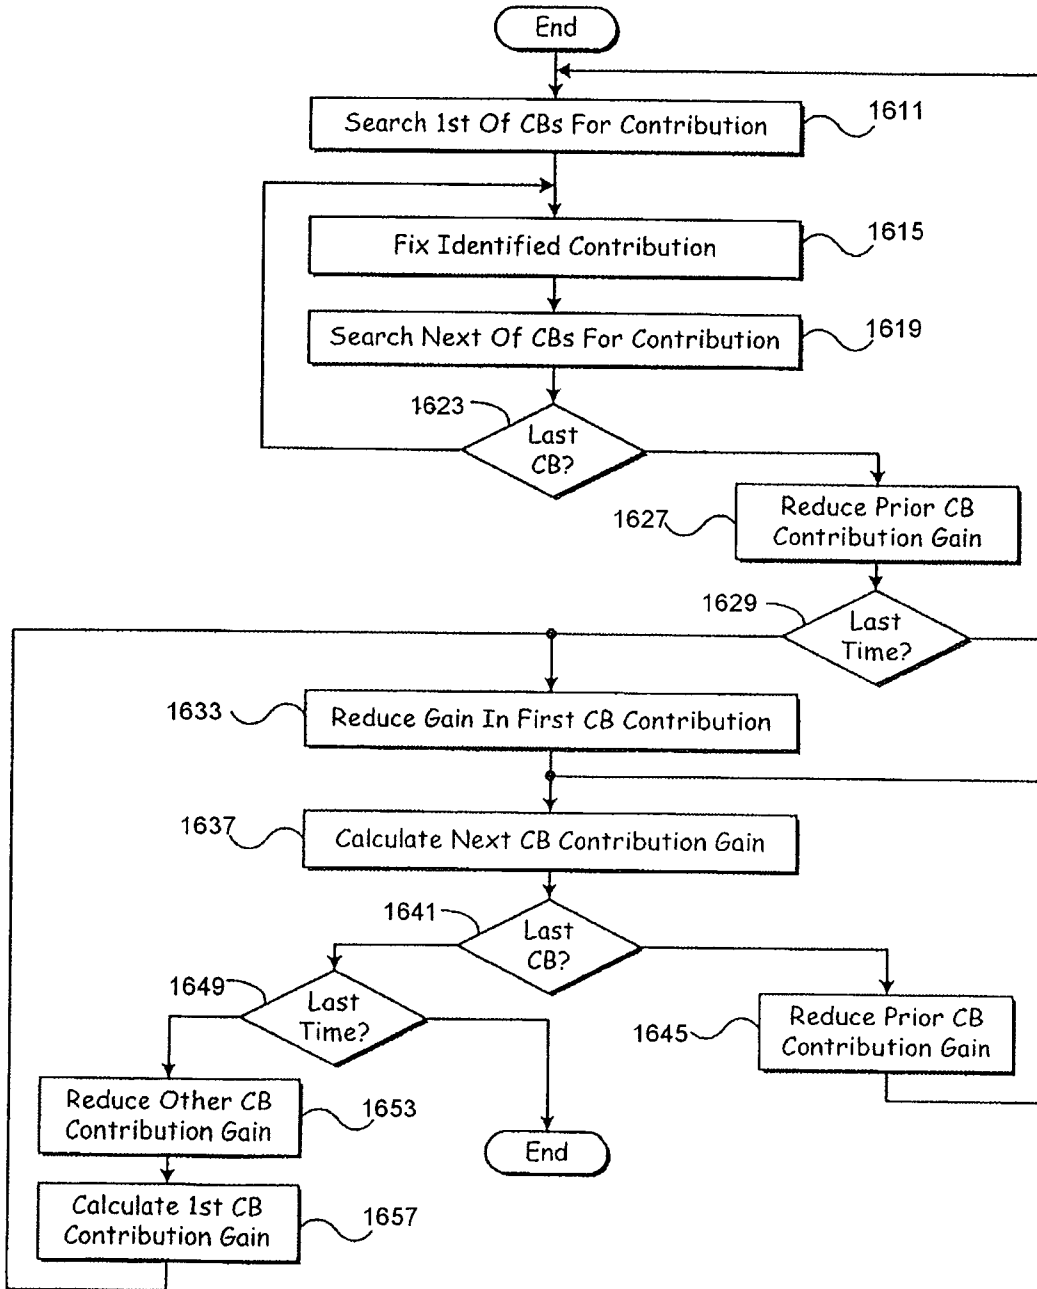 End
Search 1st Of CBs For Contribution
1611
Fix Identified Contribution
1615
Search Next Of CBs For Contribution
1619
1623
Last
CB?
1627
Reduce Prior CB
Contribution Gain
1629
Last
Time?
1633
Reduce Gain In First CB Contribution
1637
Calculate Next CB Contribution Gain
1641
Last
CB?
1649
Last
Time?
1645
Reduce Prior CB
Contribution Gain
Reduce Other CB
Contribution Gain
1653
End
Calculate 1st CB
Contribution Gain
1657